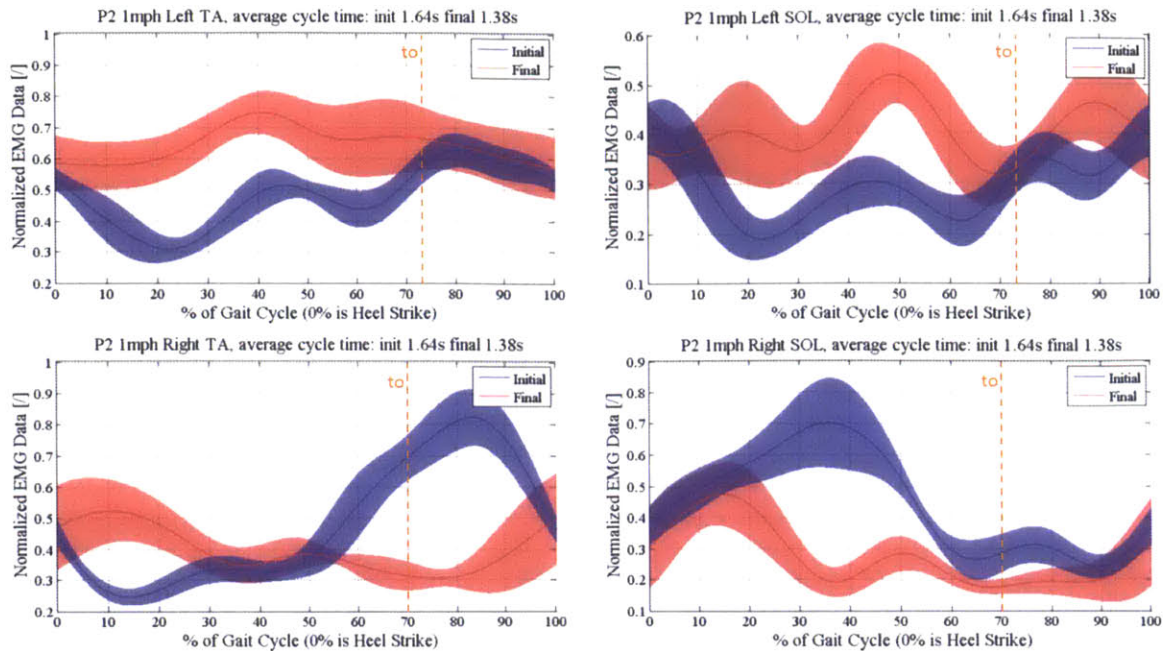 P2 1mph Left TA, average cycle time: init 1.64s final 1.38s
1
0.9
0.8
0.7
0.6
0.5
0.4
0.3
0.2
Normalized EMG Data [/]
to
Initial
Final
0 10 20 30 40 50 60 70 80 90 100
% of Gait Cycle (0% is Heel Strike)
P2 1mph Left SOL, average cycle time: init 1.64s final 1.38s
0.6
0.5
0.4
0.3
0.2
0.1
Normalized EMG Data [/]
to
Initial
Final
0 10 20 30 40 50 60 70 80 90 100
% of Gait Cycle (0% is Heel Strike)
P2 1mph Right TA, average cycle time: init 1.64s final 1.38s
1
0.9
0.8
0.7
0.6
0.5
0.4
0.3
0.2
Normalized EMG Data [/]
to
Initial
Final
0 10 20 30 40 50 60 70 80 90 100
% of Gait Cycle (0% is Heel Strike)
P2 1mph Right SOL, average cycle time: init 1.64s final 1.38s
0.9
0.8
0.7
0.6
0.5
0.4
0.3
0.2
0.1
Normalized EMG Data [/]
to
Initial
Final
0 10 20 30 40 50 60 70 80 90 100
% of Gait Cycle (0% is Heel Strike)